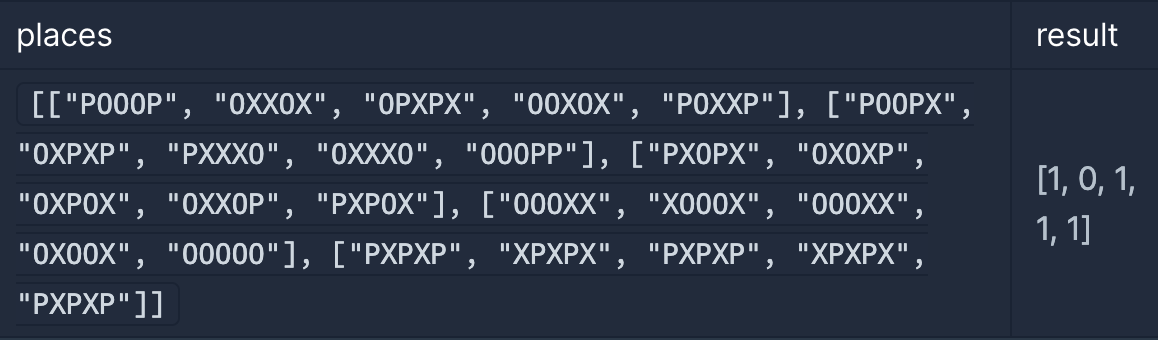 places result
[["POOOP", "OXXOX", "OPXPX", "OOXOX", "POXXP"], ["POOPX",
"OXPXP", "PXXXO", "OXXXO", "OOOPP"], ["PXOPX", "OXOXP",
"OXPOX", "OXXOP", "PXPOX"], ["OOOXX", "XOOOX", "OOOXX",
"OXOOX", "OOOOO"], ["PXPXP", "XPXPX", "PXPXP", "XPXPX",
"PXPXP"]]
[1, 0, 1,
1, 1]